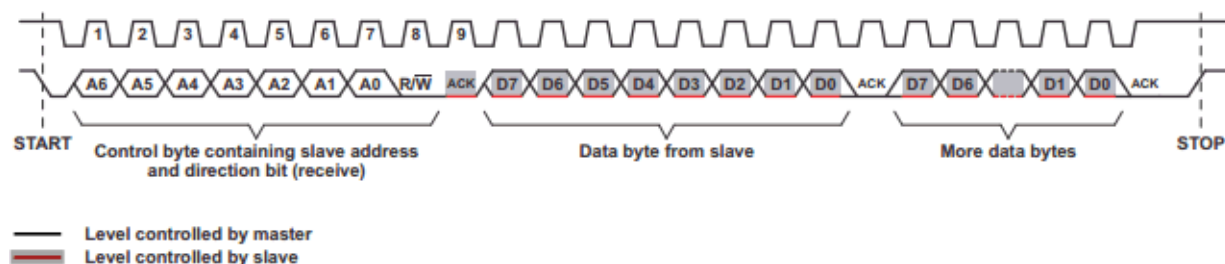 1 2 3 4 5 6 7 8 9
A6 A5 A4 A3 A2 A1 A0 R/W̅ ACK D7 D6 D5 D4 D3 D2 D1 D0 ACK D7 D6 D1 D0 ACK
START
Control byte containing slave address
and direction bit (receive)
Data byte from slave
More data bytes
STOP
Level controlled by master
Level controlled by slave